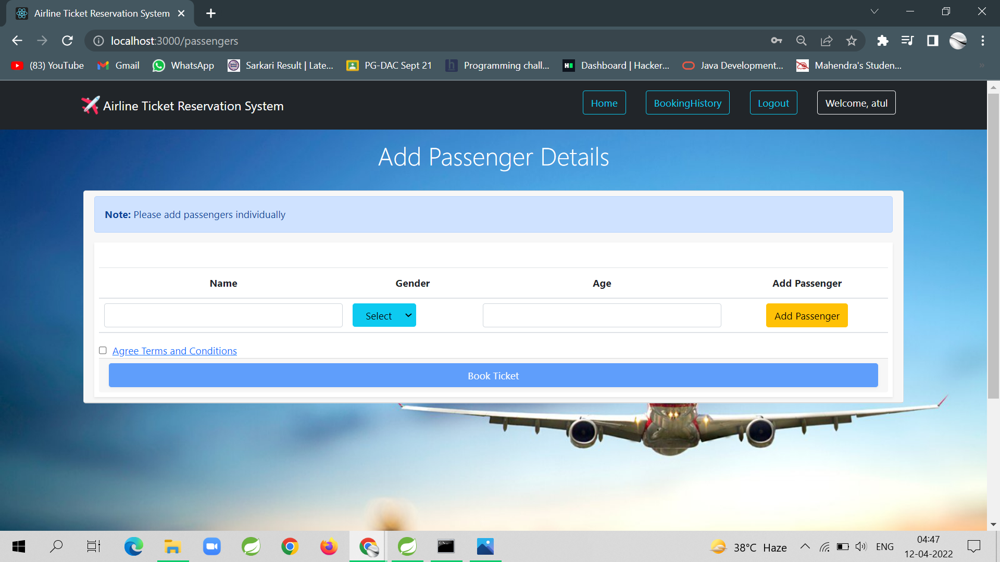 Airline Ticket Reservation System
localhost:3000/passengers
(83) YouTube Gmail WhatsApp Sarkari Result | Late... PG-DAC Sept 21 Programming chall... Dashboard | Hacker... Java Development... Mahendra's Studen...
Airline Ticket Reservation System Home BookingHistory Logout Welcome, atul
Add Passenger Details
Note: Please add passengers individually
Name Gender Age Add Passenger
Select Add Passenger
Agree Terms and Conditions
Book Ticket
38°C Haze ENG 04:47
12-04-2022